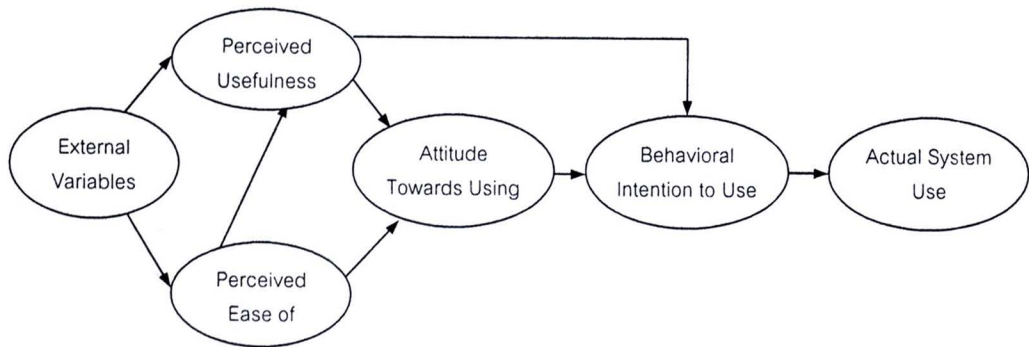 Perceived
Usefulness
External
Variables
Attitude
Towards Using
Behavioral
Intention to Use
Actual System
Use
Perceived
Ease of